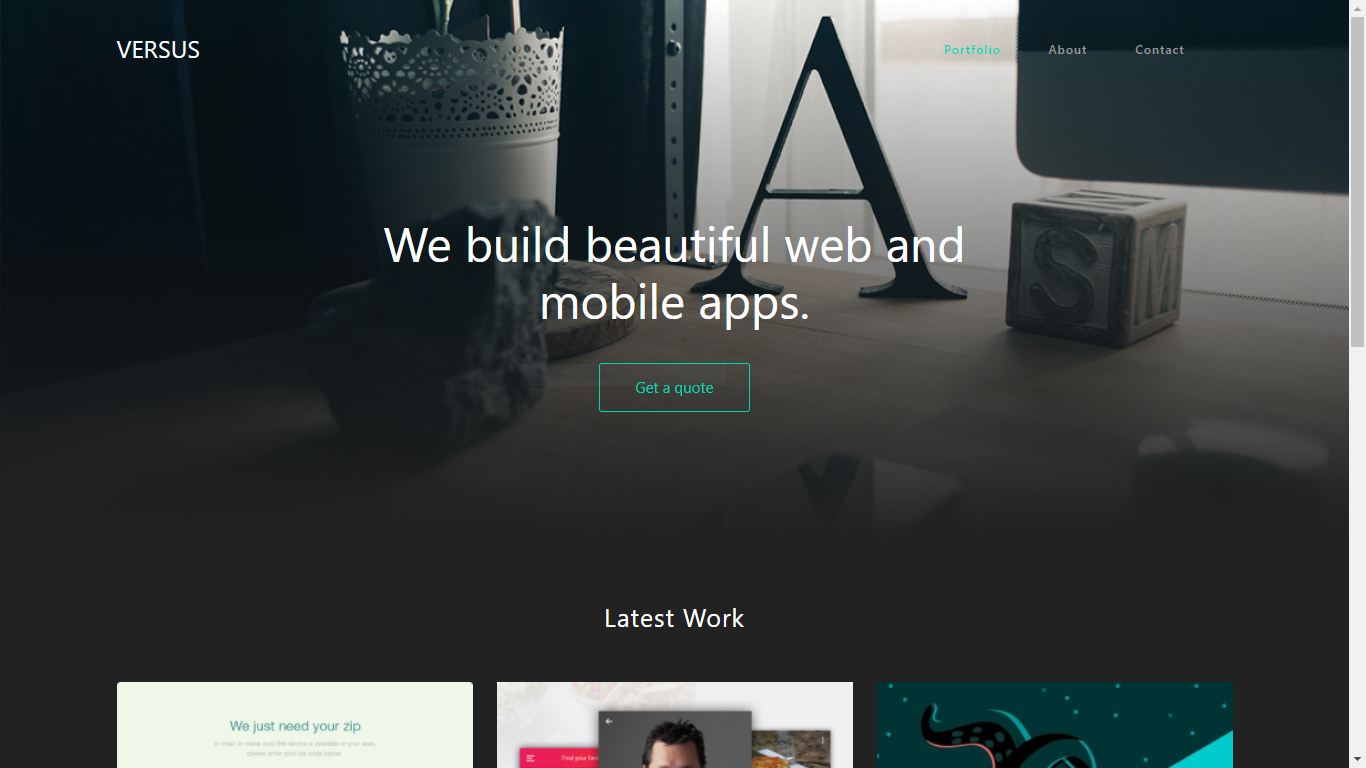 VERSUS
Portfolio
About
Contact
A
M
S
M
We build beautiful web and
mobile apps.
Get a quote
Latest Work
We just need your zip
In order to make sure this device is available in your area,
please enter your zip code below.
Find your fav